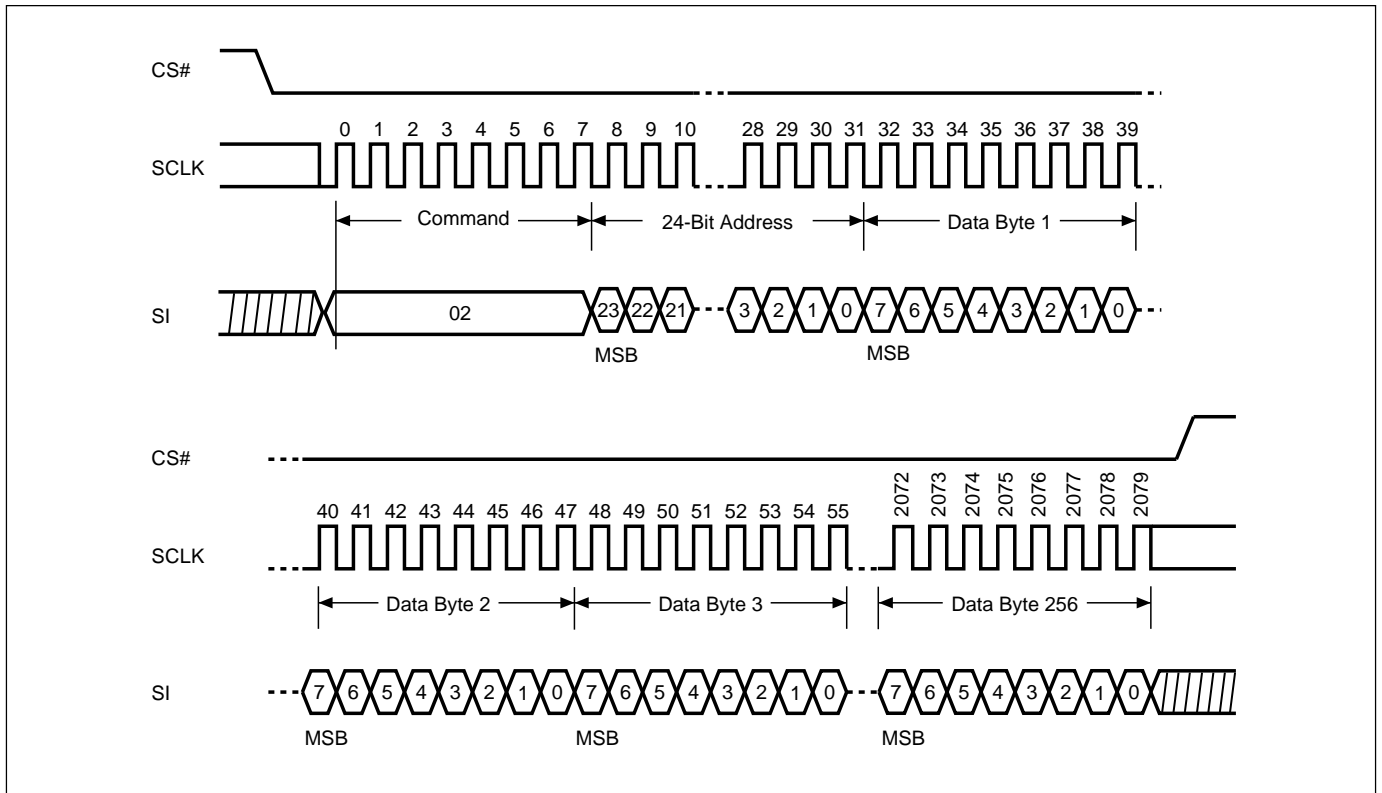 CS#
0 1 2 3 4 5 6 7 8 9 10 28 29 30 31 32 33 34 35 36 37 38 39
SCLK
Command 24-Bit Address Data Byte 1
SI 02 23 22 21 3 2 1 0 7 6 5 4 3 2 1 0
MSB MSB
CS#
2072 2073 2074 2075 2076 2077 2078 2079
40 41 42 43 44 45 46 47 48 49 50 51 52 53 54 55
SCLK
Data Byte 2 Data Byte 3 Data Byte 256
SI 7 6 5 4 3 2 1 0 7 6 5 4 3 2 1 0 7 6 5 4 3 2 1 0
MSB MSB MSB